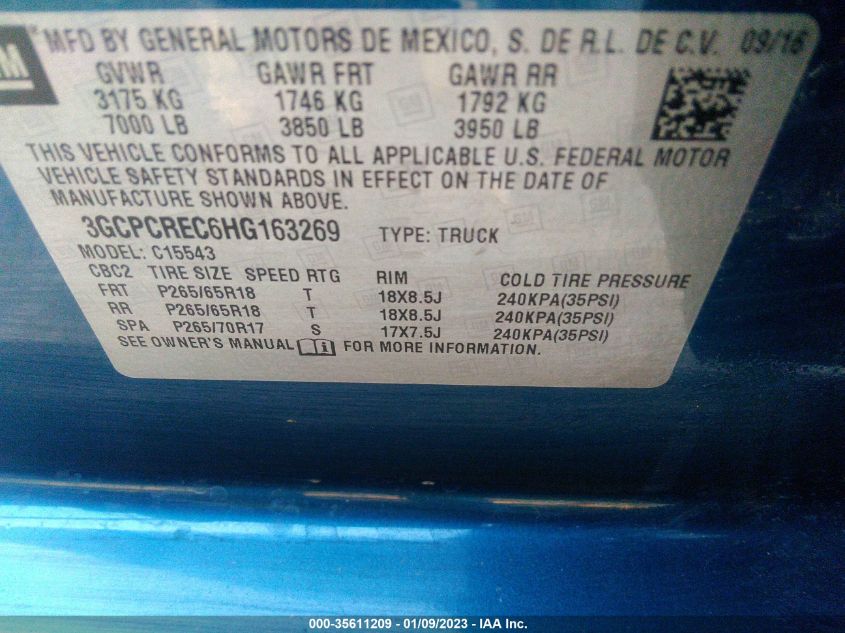 GM MFD BY GENERAL MOTORS DE MEXICO, S. DE R.L. DE C.V. 09/16
GVWR GAWR FRT GAWR RR
3175 KG 1746 KG 1792 KG
7000 LB 3850 LB 3950 LB
THIS VEHICLE CONFORMS TO ALL APPLICABLE U.S. FEDERAL MOTOR
VEHICLE SAFETY STANDARDS IN EFFECT ON THE DATE OF
MANUFACTURE SHOWN ABOVE.
3GCPCREC6HG163269 TYPE: TRUCK
MODEL: C15543
CBC2 TIRE SIZE SPEED RTG RIM COLD TIRE PRESSURE
FRT P265/65R18 T 18X8.5J 240KPA(35PSI)
RR P265/65R18 T 18X8.5J 240KPA(35PSI)
SPA P265/70R17 S 17X7.5J 240KPA(35PSI)
SEE OWNER'S MANUAL FOR MORE INFORMATION.
000-35611209 - 01/09/2023 - IAA Inc.